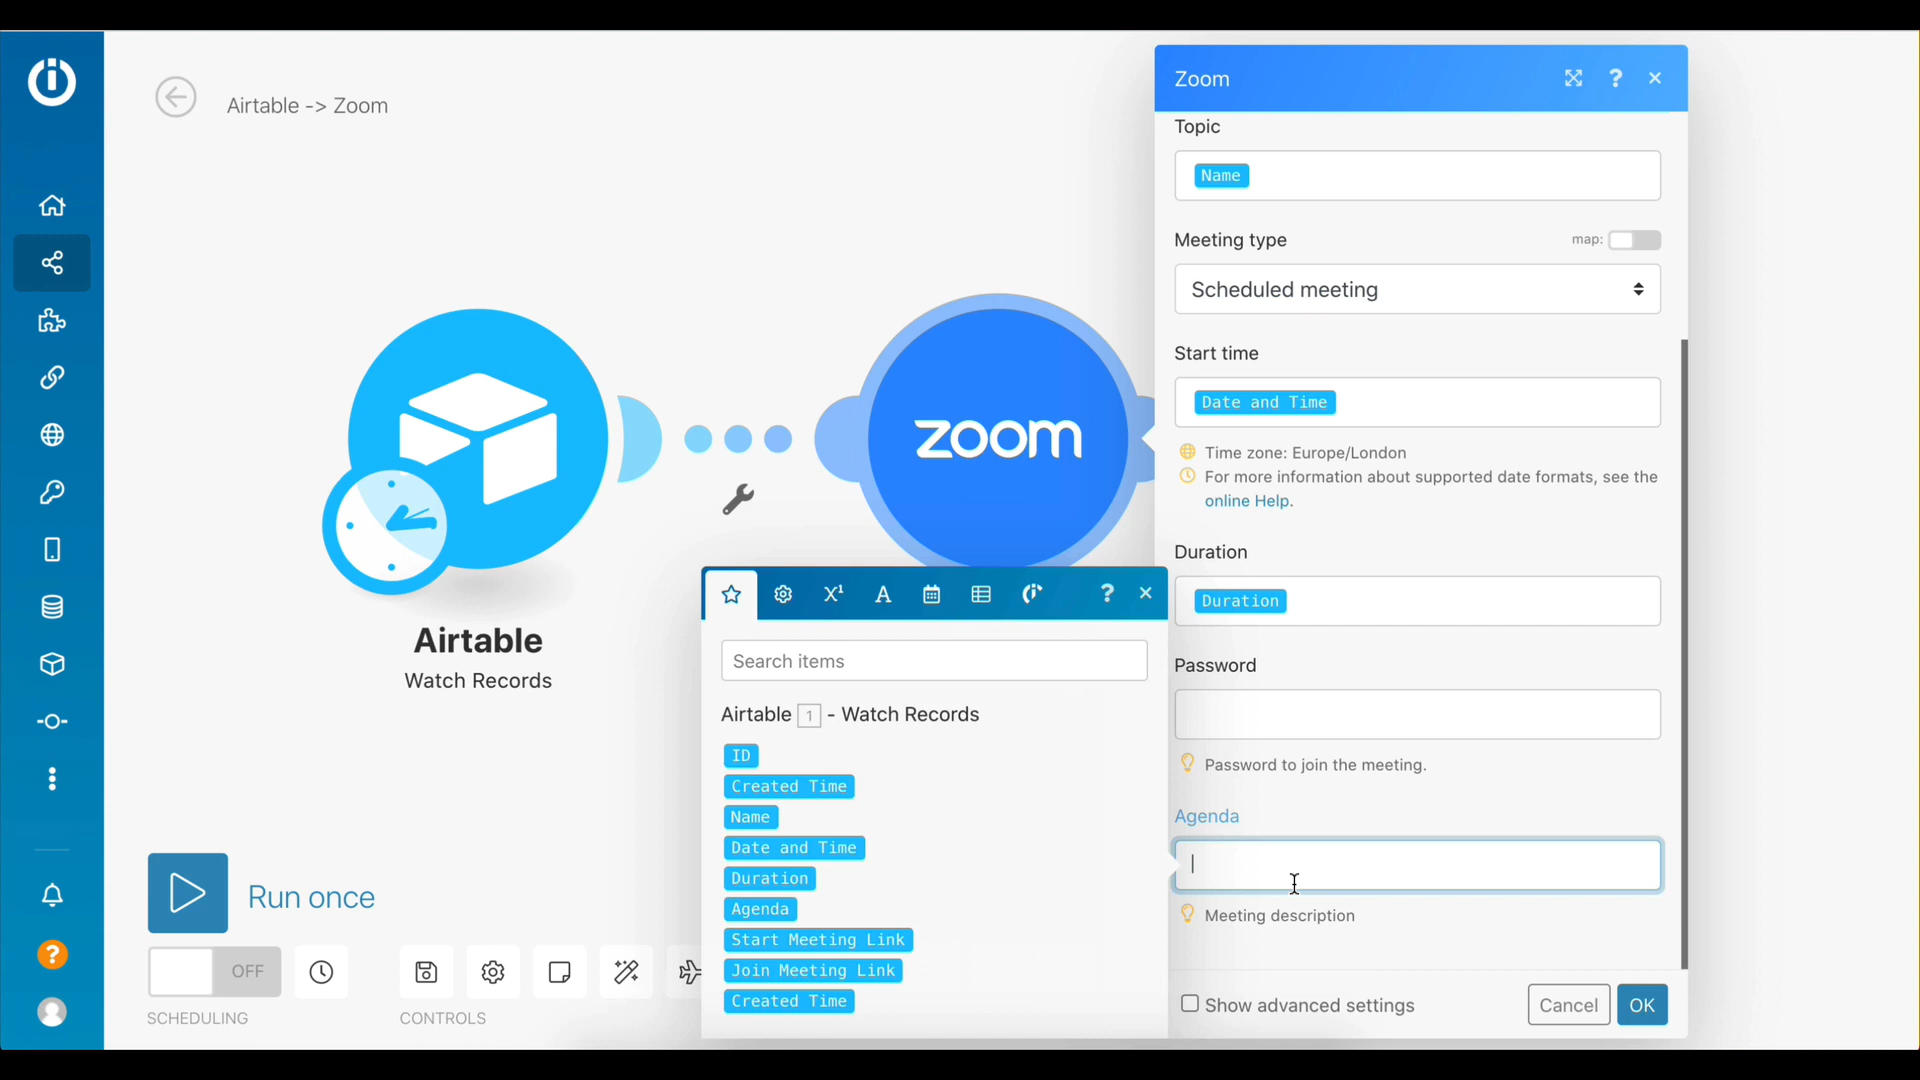 Airtable -> Zoom
zoom
Airtable
Watch Records
Run once
OFF
SCHEDULING
CONTROLS
Search items
Airtable 1 - Watch Records
ID
Created Time
Name
Date and Time
Duration
Agenda
Start Meeting Link
Join Meeting Link
Created Time
Zoom
?
Topic
Name
Meeting type
map:
Scheduled meeting
Start time
Date and Time
Time zone: Europe/London
For more information about supported date formats, see the
online Help.
Duration
Duration
Password
Password to join the meeting.
Agenda
Meeting description
Show advanced settings
Cancel
OK